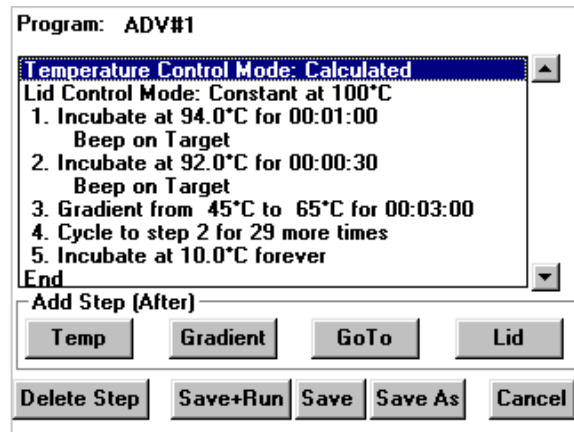 Program: ADV#1
Temperature Control Mode: Calculated
Lid Control Mode: Constant at 100°C
1. Incubate at 94.0°C for 00:01:00
Beep on Target
2. Incubate at 92.0°C for 00:00:30
Beep on Target
3. Gradient from 45°C to 65°C for 00:03:00
4. Cycle to step 2 for 29 more times
5. Incubate at 10.0°C forever
End
Add Step (After)
Temp Gradient GoTo Lid
Delete Step Save+Run Save Save As Cancel